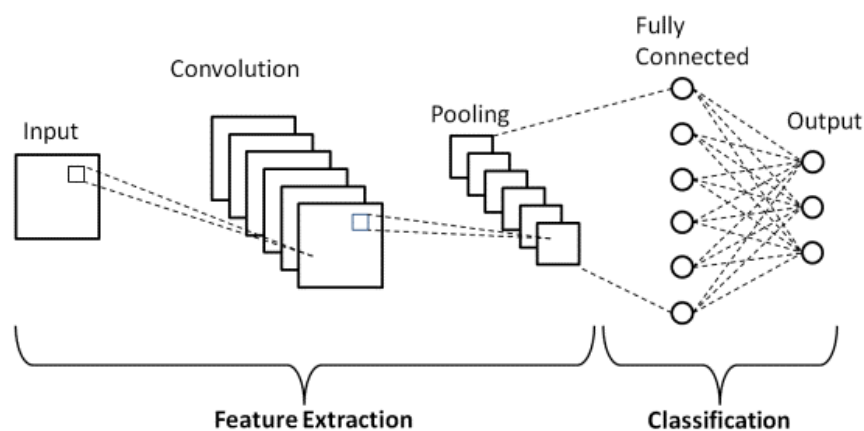 Fully
Connected
Convolution
Pooling
Output
Input
Feature Extraction
Classification